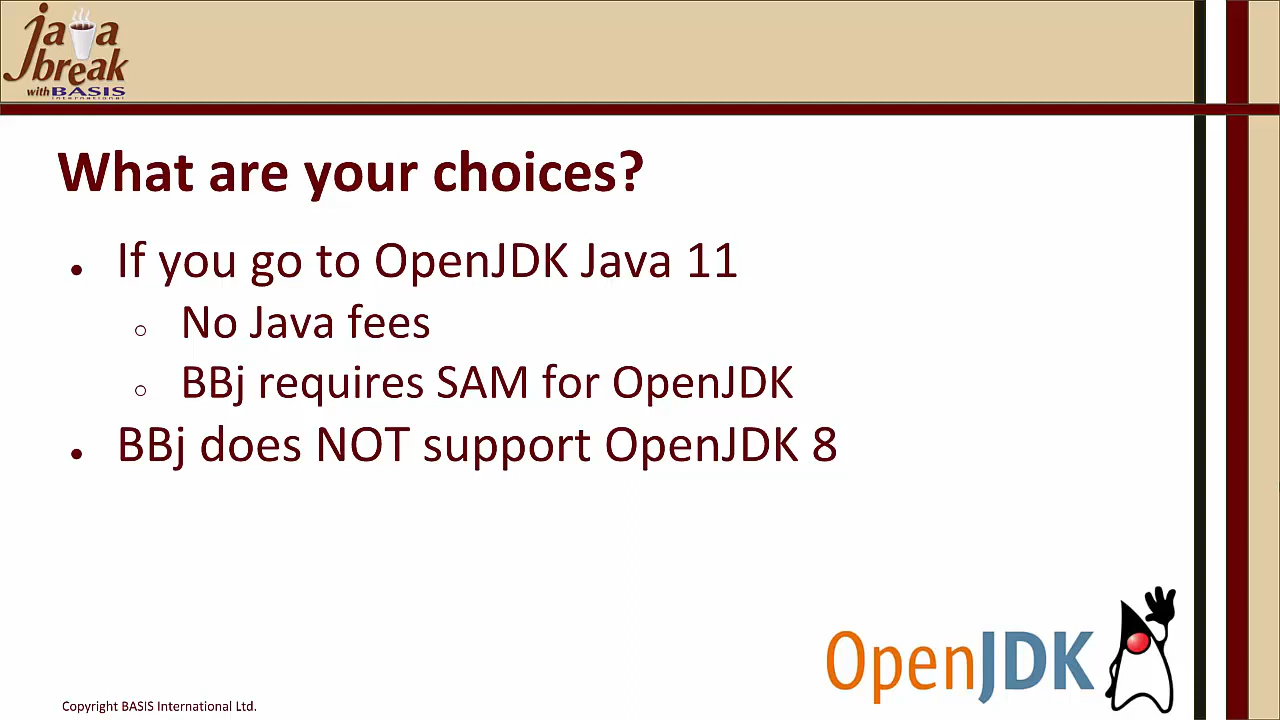 java
break
with BASIS
international
What are your choices?
• If you go to OpenJDK Java 11
○ No Java fees
○ BBj requires SAM for OpenJDK
• BBj does NOT support OpenJDK 8
OpenJDK
Copyright BASIS International Ltd.